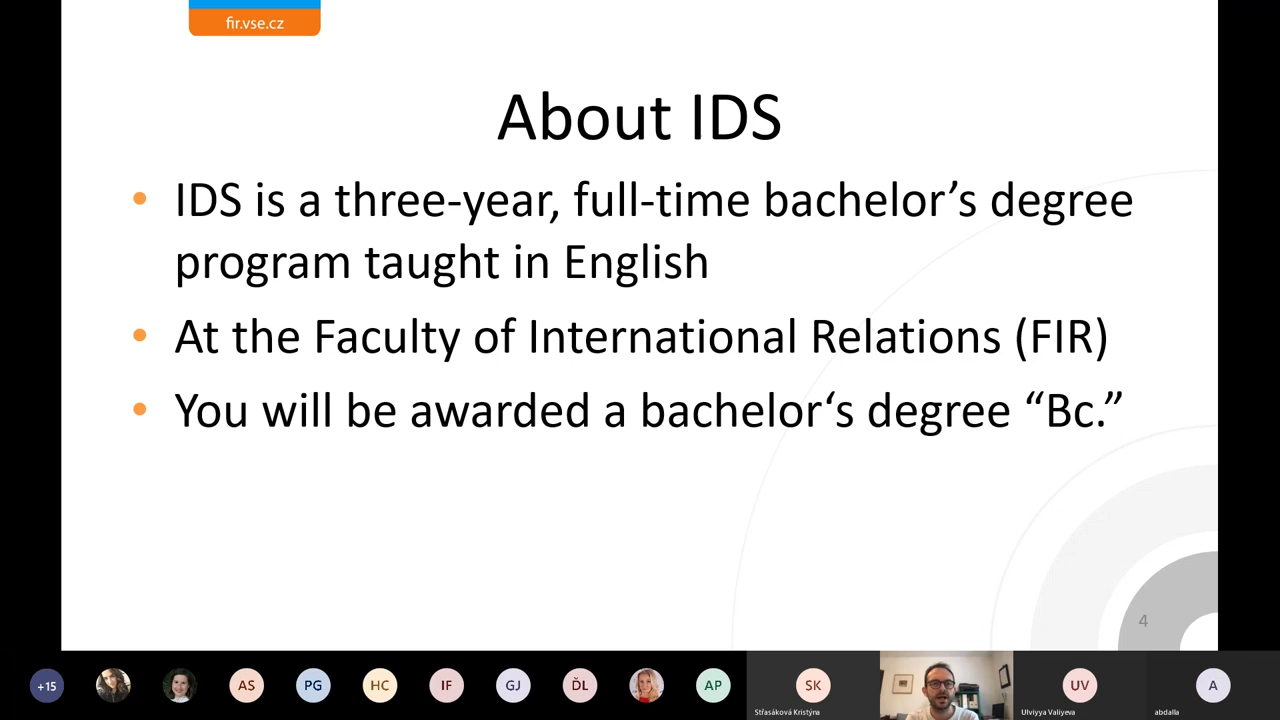 fir.vse.cz
About IDS
• IDS is a three-year, full-time bachelor’s degree
program taught in English
• At the Faculty of International Relations (FIR)
• You will be awarded a bachelor‘s degree “Bc.”
4
+15
AS
PG
HC
IF
GJ
ĎL
AP
SK
UV
A
Střasáková Kristýna
Ulviyya Valiyeva
abdalla